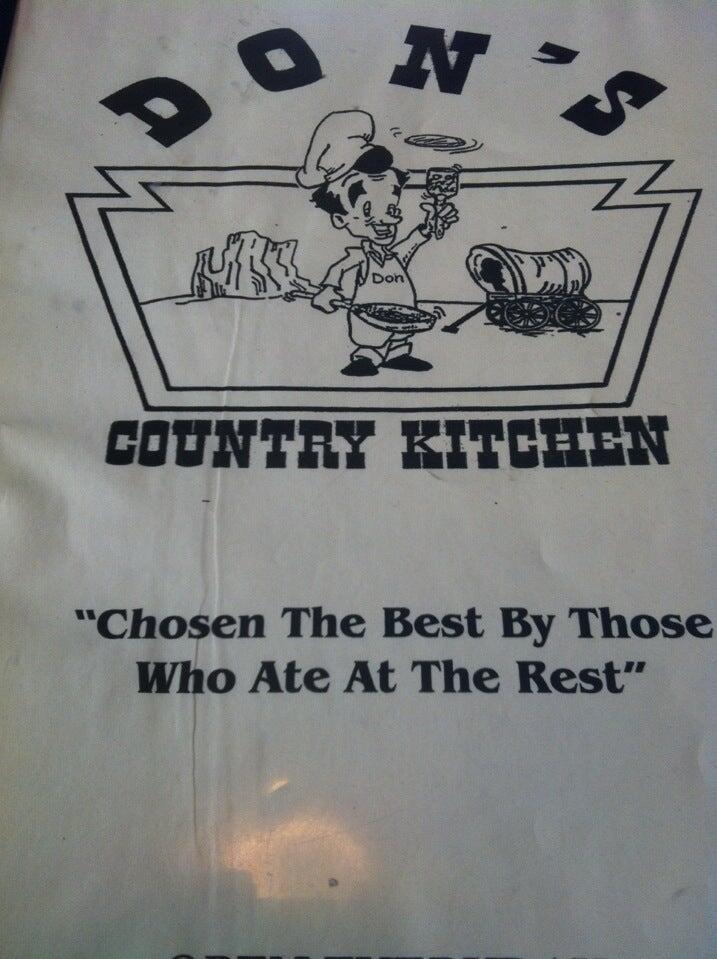 DON'S
Don
COUNTRY KITCHEN
"Chosen The Best By Those
Who Ate At The Rest"